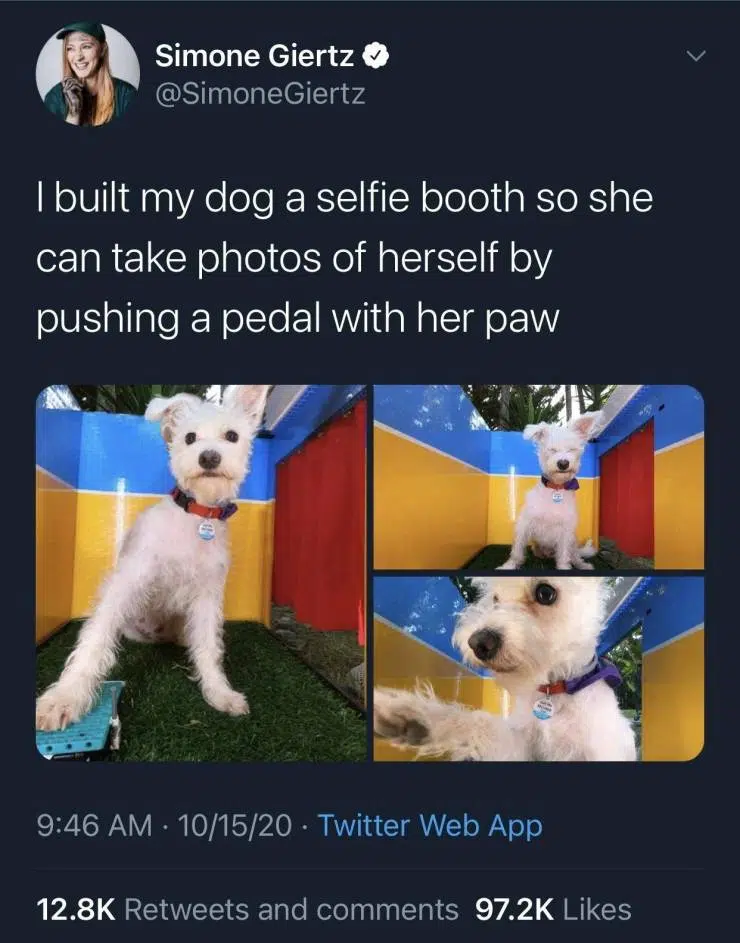 Simone Giertz
@SimoneGiertz
I built my dog a selfie booth so she
can take photos of herself by
pushing a pedal with her paw
9:46 AM · 10/15/20 · Twitter Web App
12.8K Retweets and comments 97.2K Likes